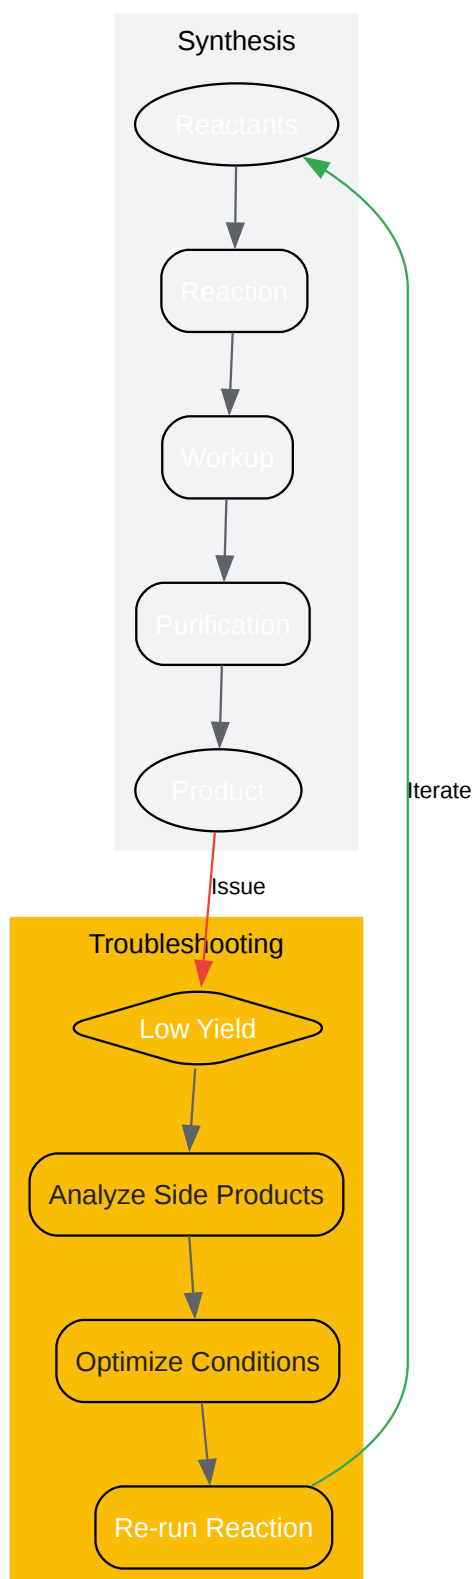 Synthesis
Reactants
Reaction
Workup
Purification
Product
Iterate
Issue
Troubleshooting
Low Yield
Analyze Side Products
Optimize Conditions
Re-run Reaction